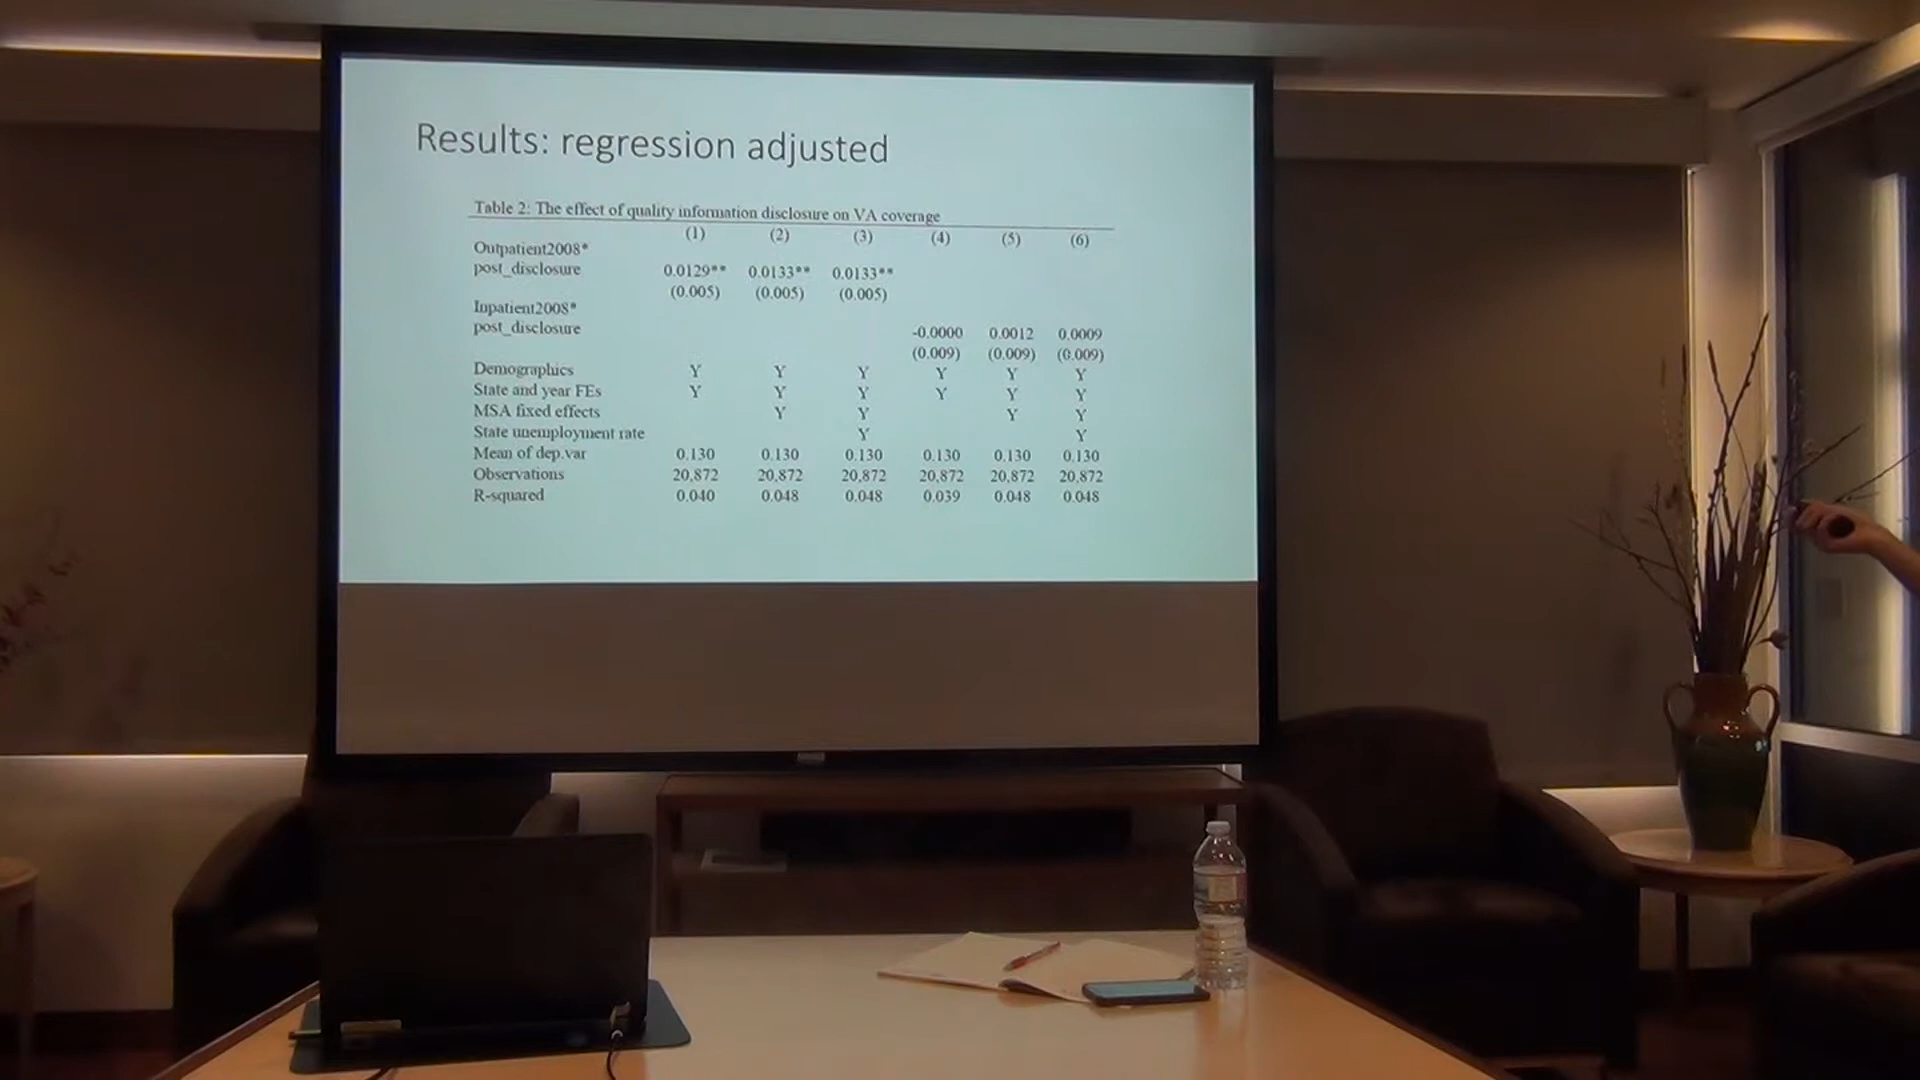 Results: regression adjusted
Table 2: The effect of quality information disclosure on VA coverage
(1) (2) (3) (4) (5) (6)
Outpatient2008*
post_disclosure 0.0129** 0.0133** 0.0133**
(0.005) (0.005) (0.005)
Inpatient2008*
post_disclosure -0.0000 0.0012 0.0009
(0.009) (0.009) (0.009)
Demographics Y Y Y Y Y Y
State and year FEs Y Y Y Y Y Y
MSA fixed effects Y Y Y Y
State unemployment rate Y Y
Mean of dep.var 0.130 0.130 0.130 0.130 0.130 0.130
Observations 20,872 20,872 20,872 20,872 20,872 20,872
R-squared 0.040 0.048 0.048 0.039 0.048 0.048